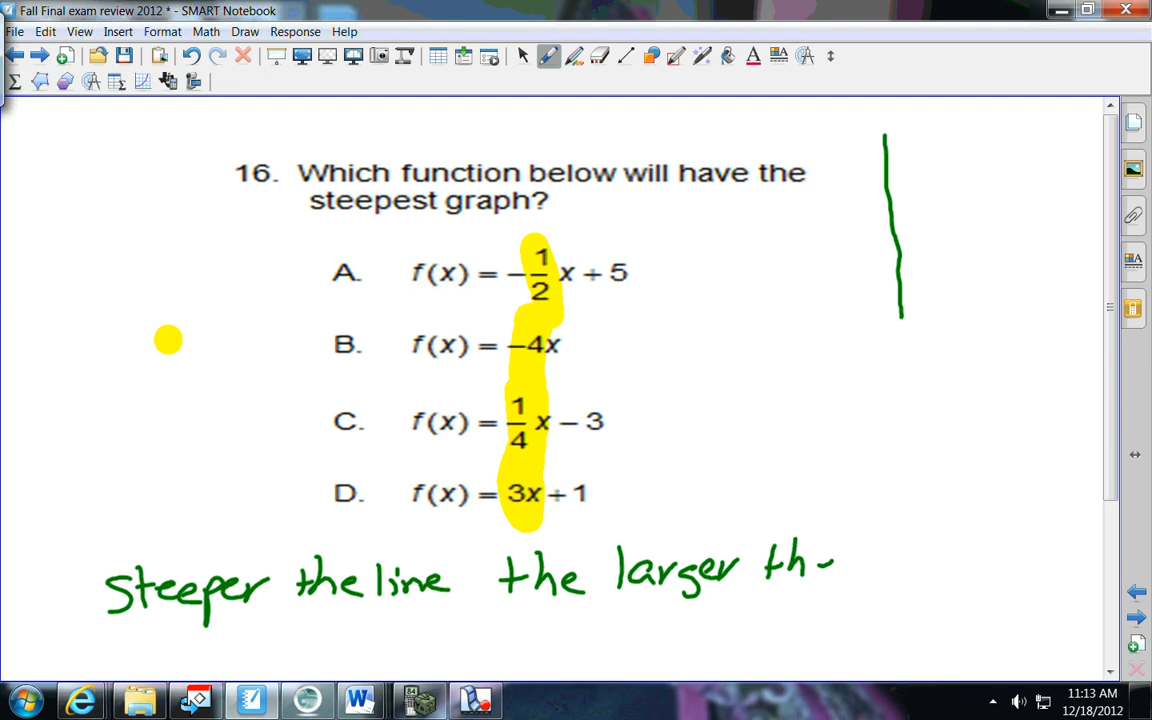 Fall Final exam review 2012 * - SMART Notebook
File Edit View Insert Format Math Draw Response Help
16. Which function below will have the
steepest graph?
A. f(x) = -1/2 x + 5
B. f(x) = -4x
C. f(x) = 1/4 x - 3
D. f(x) = 3x + 1
steeper the line the larger th
11:13 AM
12/18/2012